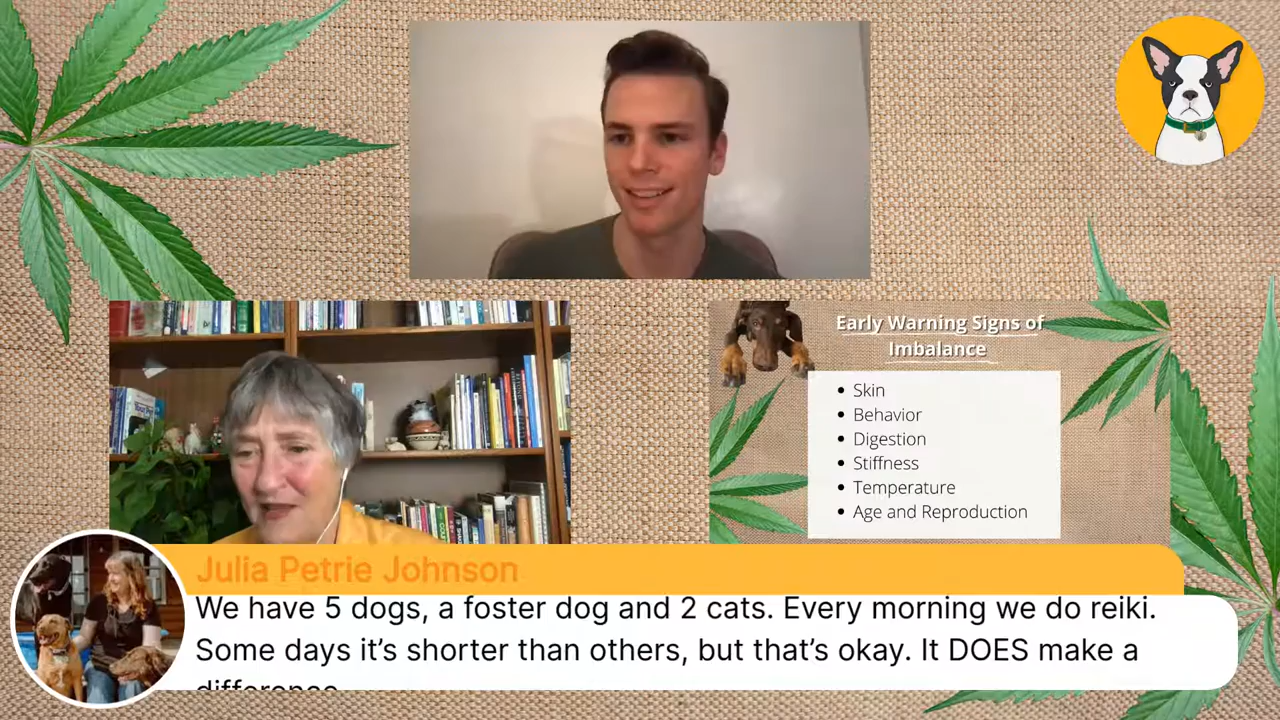 Early Warning Signs of
Imbalance
• Skin
• Behavior
• Digestion
• Stiffness
• Temperature
• Age and Reproduction
Julia Petrie Johnson
We have 5 dogs, a foster dog and 2 cats. Every morning we do reiki.
Some days it’s shorter than others, but that’s okay. It DOES make a
difference